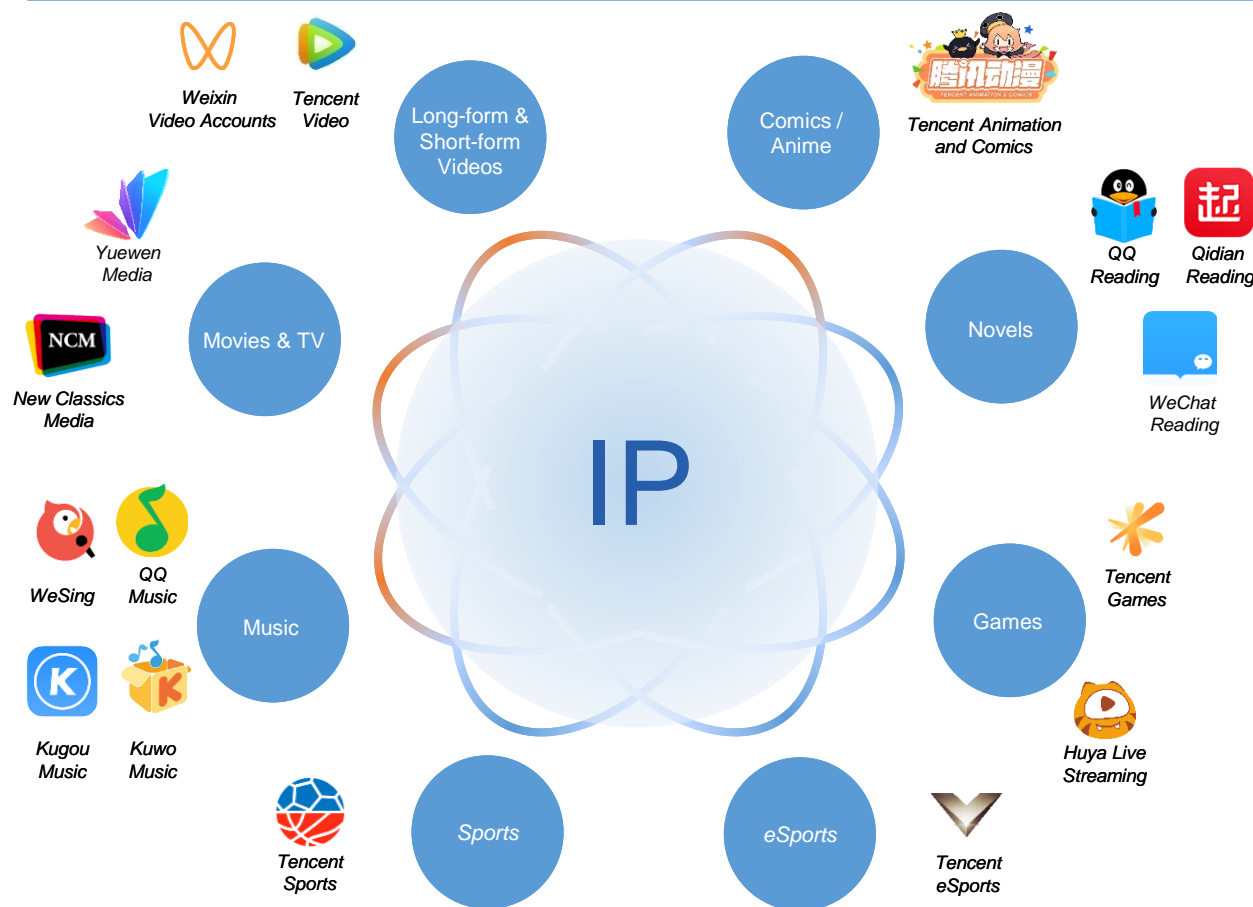 Weixin
Video Accounts
Tencent
Video
Long-form &
Short-form
Videos
Comics /
Anime
腾讯动漫
TENCENT ANIMATION & COMICS
Tencent Animation
and Comics
Yuewen
Media
起
QQ
Reading
Qidian
Reading
Movies & TV
Novels
NCM
New Classics
Media
WeChat
Reading
IP
WeSing
QQ
Music
Tencent
Games
Music
Games
K
K
Kugou
Music
Kuwo
Music
Huya Live
Streaming
Sports
eSports
Tencent
Sports
Tencent
eSports